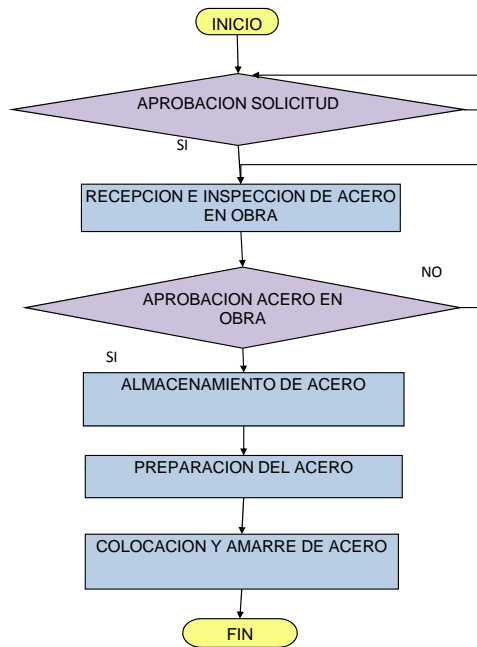 INICIO
APROBACION SOLICITUD
SI
RECEPCION E INSPECCION DE ACERO
EN OBRA
NO
APROBACION ACERO EN
OBRA
SI
ALMACENAMIENTO DE ACERO
PREPARACION DEL ACERO
COLOCACION Y AMARRE DE ACERO
FIN